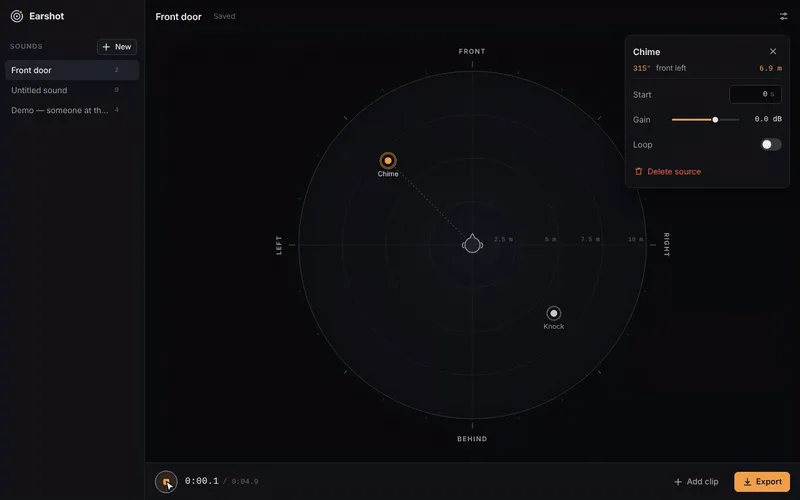 Earshot
SOUNDS
New
Front door 2
Untitled sound 0
Demo — someone at th... 4
Front door Saved
FRONT
LEFT
RIGHT
BEHIND
2.5 m 5 m 7.5 m 10 m
Chime
Knock
Chime
315° front left 6.9 m
Start 0 s
Gain 0.0 dB
Loop
Delete source
0:00.1 / 0:04.9
Add clip
Export